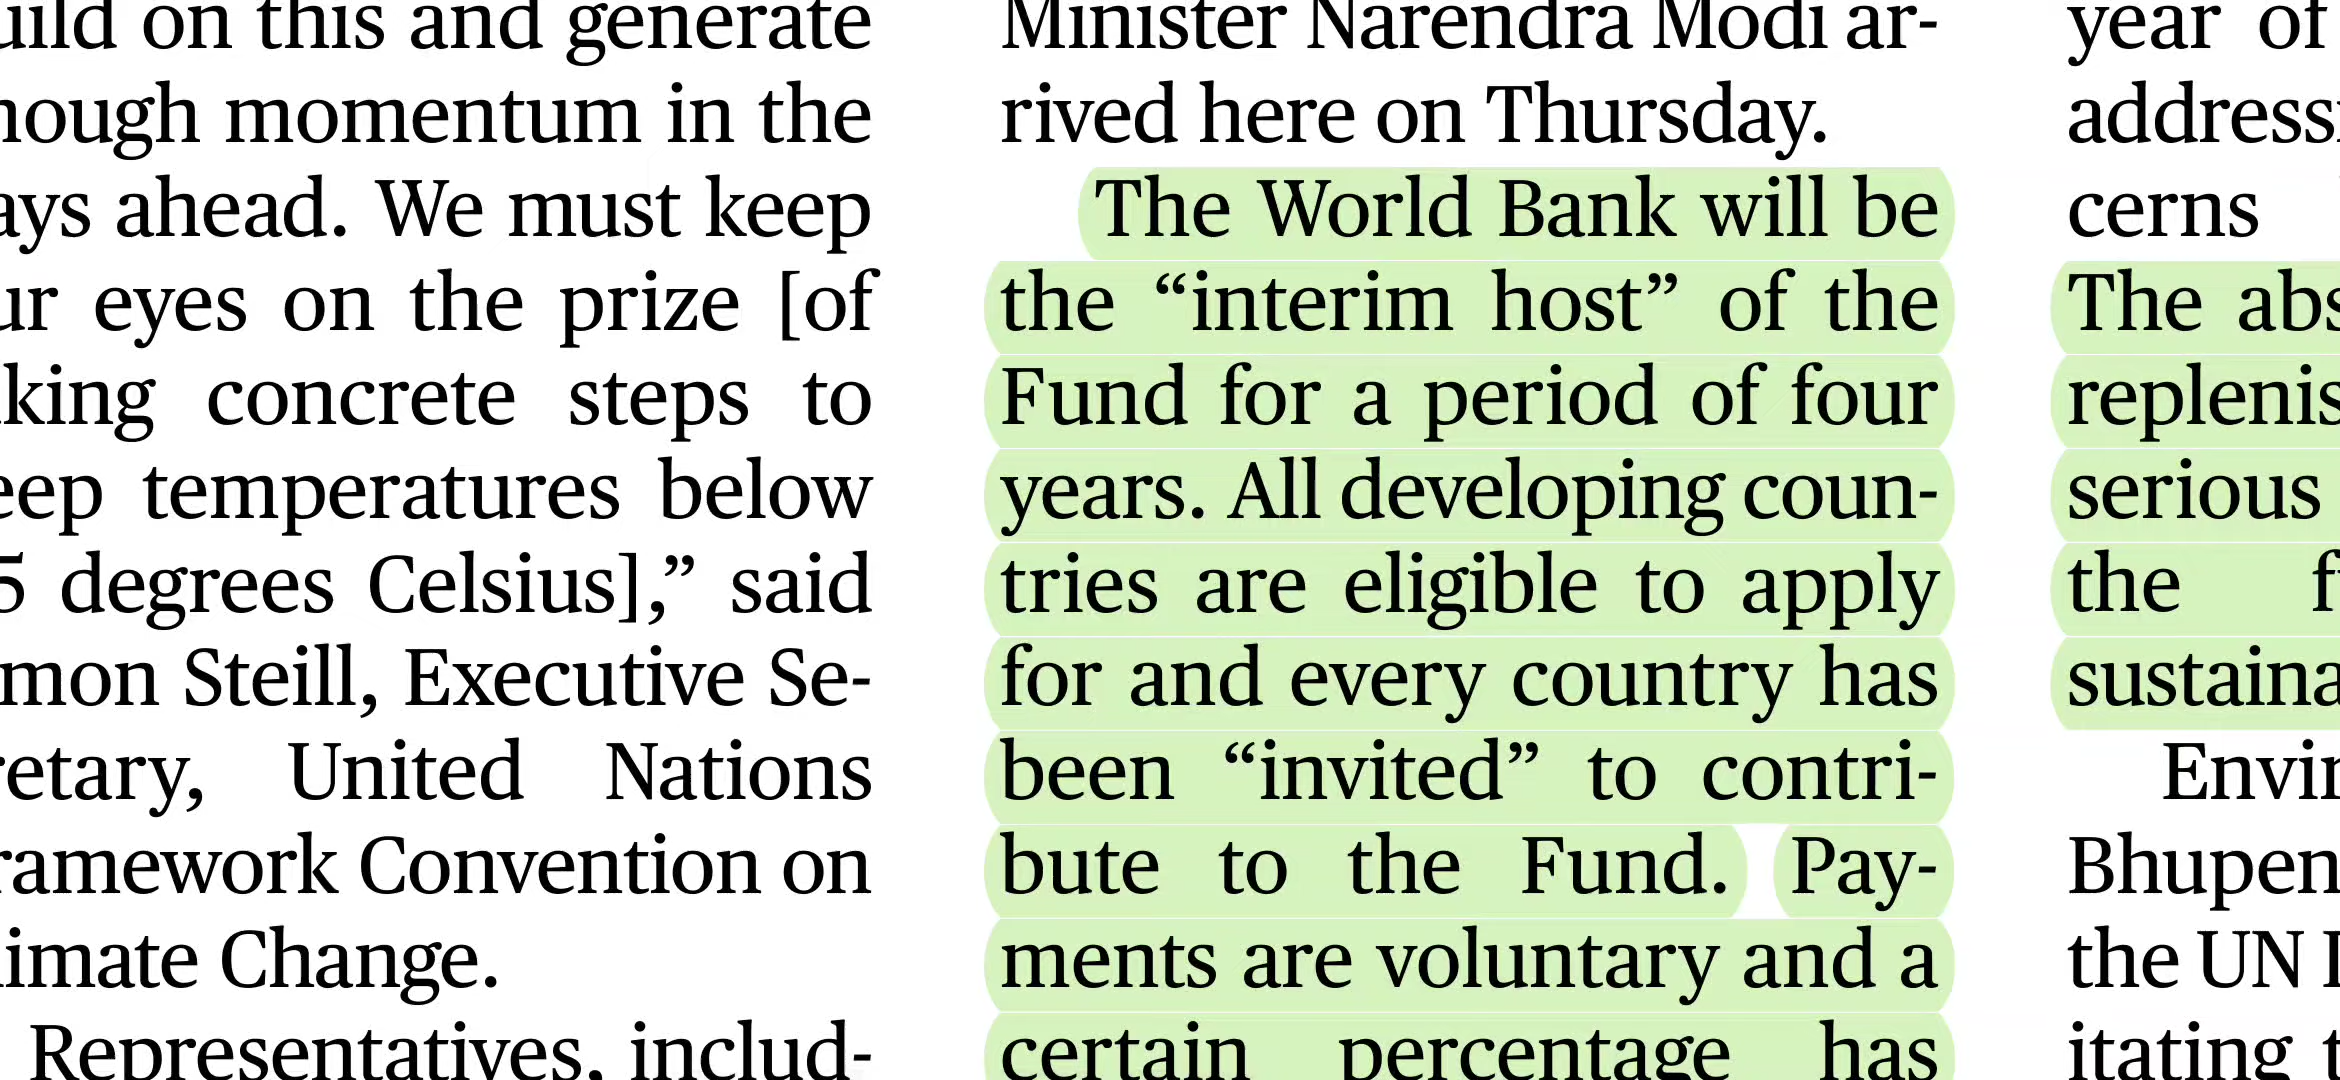 build on this and generate
enough momentum in the
days ahead. We must keep
our eyes on the prize [of
king concrete steps to
keep temperatures below
5 degrees Celsius],” said
Simon Steill, Executive Se-
retary, United Nations
Framework Convention on
Climate Change.
Representatives, includ-
Minister Narendra Modi ar-
rived here on Thursday.
The World Bank will be
the “interim host” of the
Fund for a period of four
years. All developing coun-
tries are eligible to apply
for and every country has
been “invited” to contri-
bute to the Fund. Pay-
ments are voluntary and a
certain percentage has
year of
address
cerns
The abs
replenis
serious
the f
sustaina
Envir
Bhupen
the UN
itating t